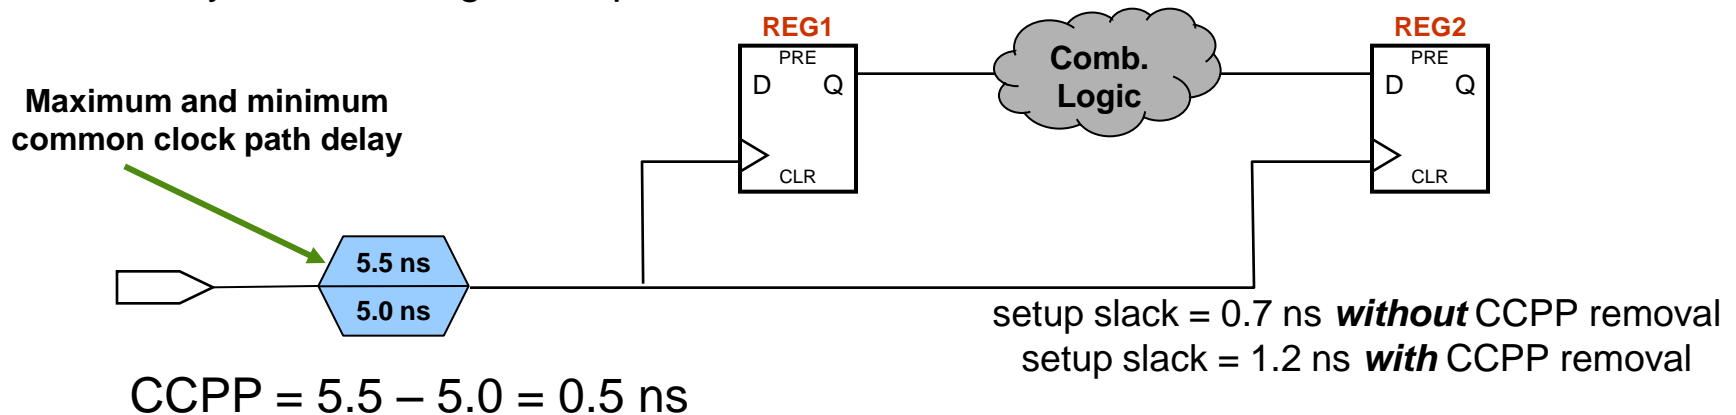 REG1
PRE
D Q
CLR
Comb.
Logic
REG2
PRE
D Q
CLR
Maximum and minimum
common clock path delay
5.5 ns
5.0 ns
setup slack = 0.7 ns without CCPP removal
setup slack = 1.2 ns with CCPP removal
CCPP = 5.5 – 5.0 = 0.5 ns